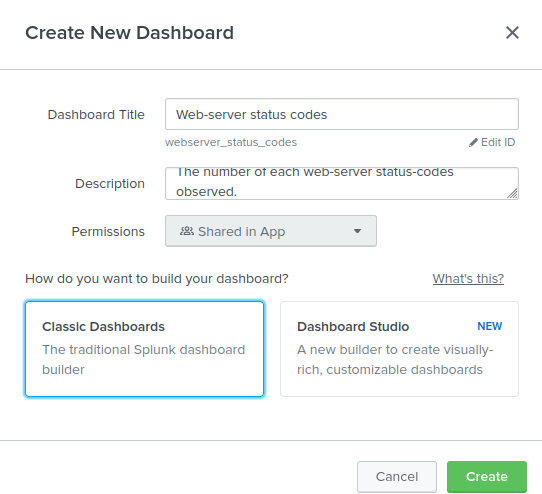 Create New Dashboard
Dashboard Title
Web-server status codes
webserver_status_codes
Edit ID
Description
The number of each web-server status-codes
observed.
Permissions
Shared in App
How do you want to build your dashboard?
What's this?
Classic Dashboards
The traditional Splunk dashboard
builder
Dashboard Studio
NEW
A new builder to create visually-
rich, customizable dashboards
Cancel
Create